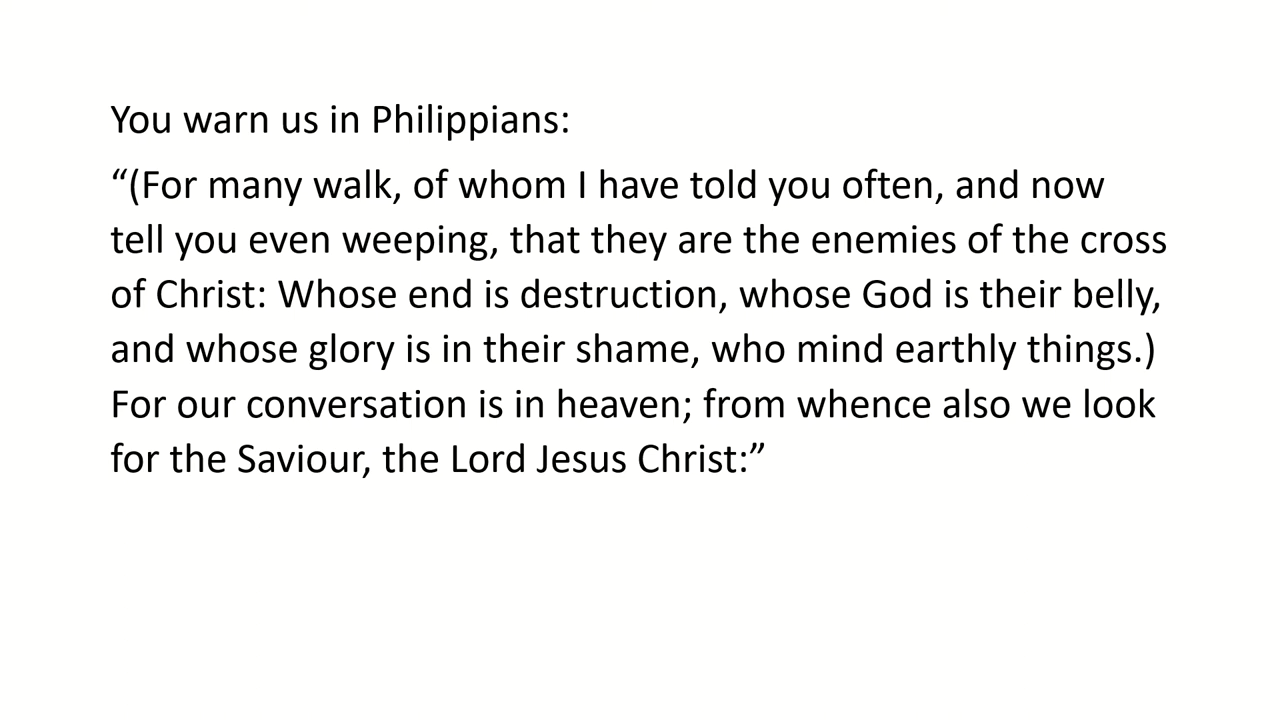 You warn us in Philippians:
“(For many walk, of whom I have told you often, and now
tell you even weeping, that they are the enemies of the cross
of Christ: Whose end is destruction, whose God is their belly,
and whose glory is in their shame, who mind earthly things.)
For our conversation is in heaven; from whence also we look
for the Saviour, the Lord Jesus Christ:”